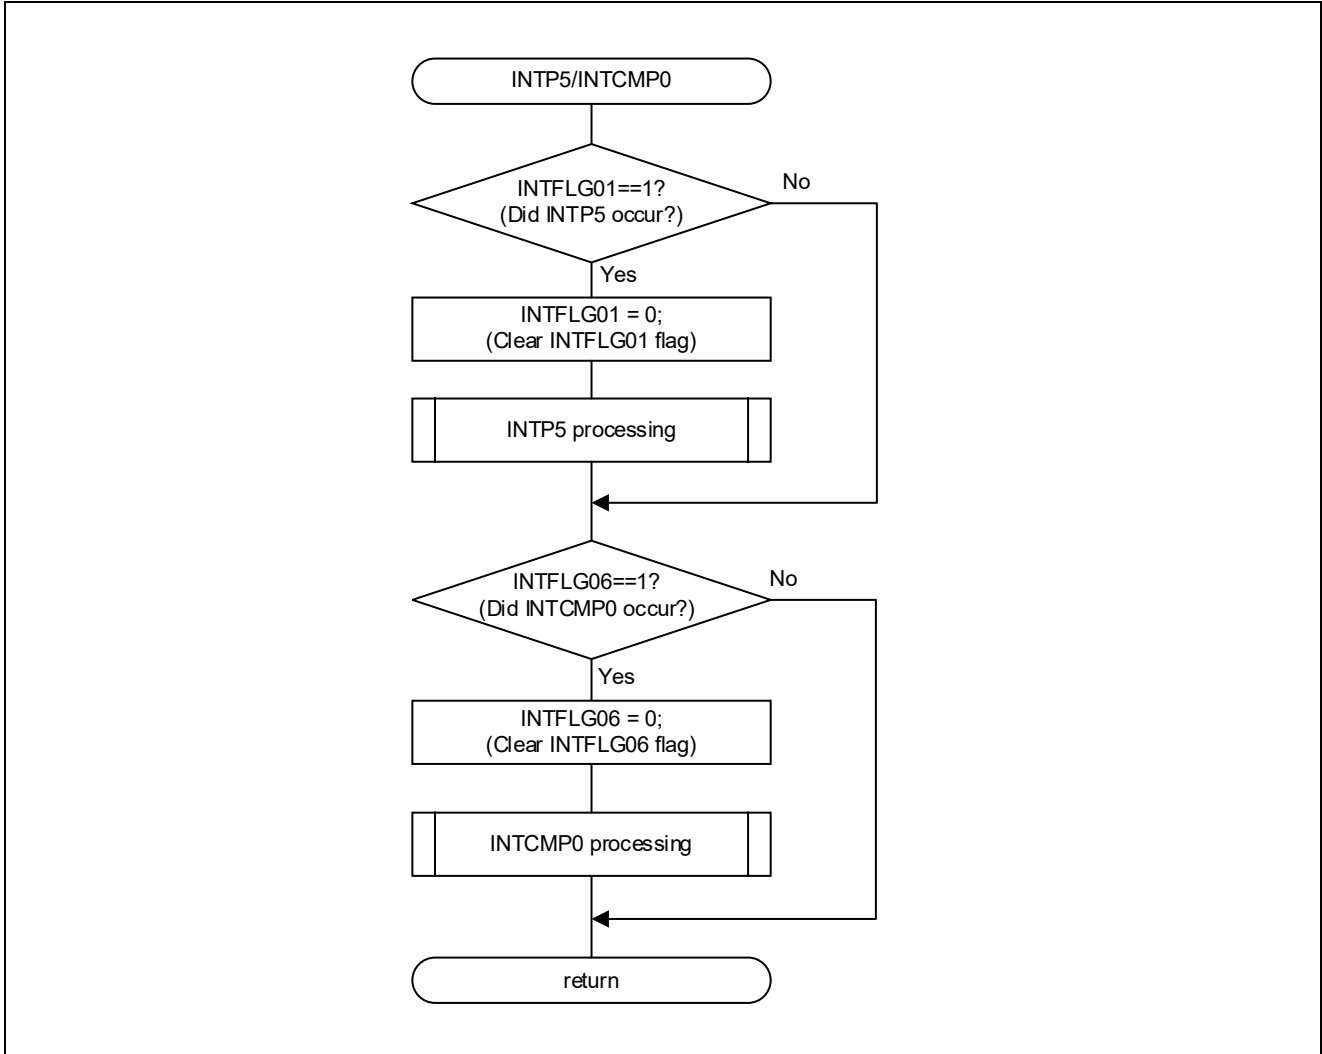 INTP5/INTCMP0
INTFLG01==1?
(Did INTP5 occur?)
No
Yes
INTFLG01 = 0;
(Clear INTFLG01 flag)
INTP5 processing
INTFLG06==1?
(Did INTCMP0 occur?)
No
Yes
INTFLG06 = 0;
(Clear INTFLG06 flag)
INTCMP0 processing
return